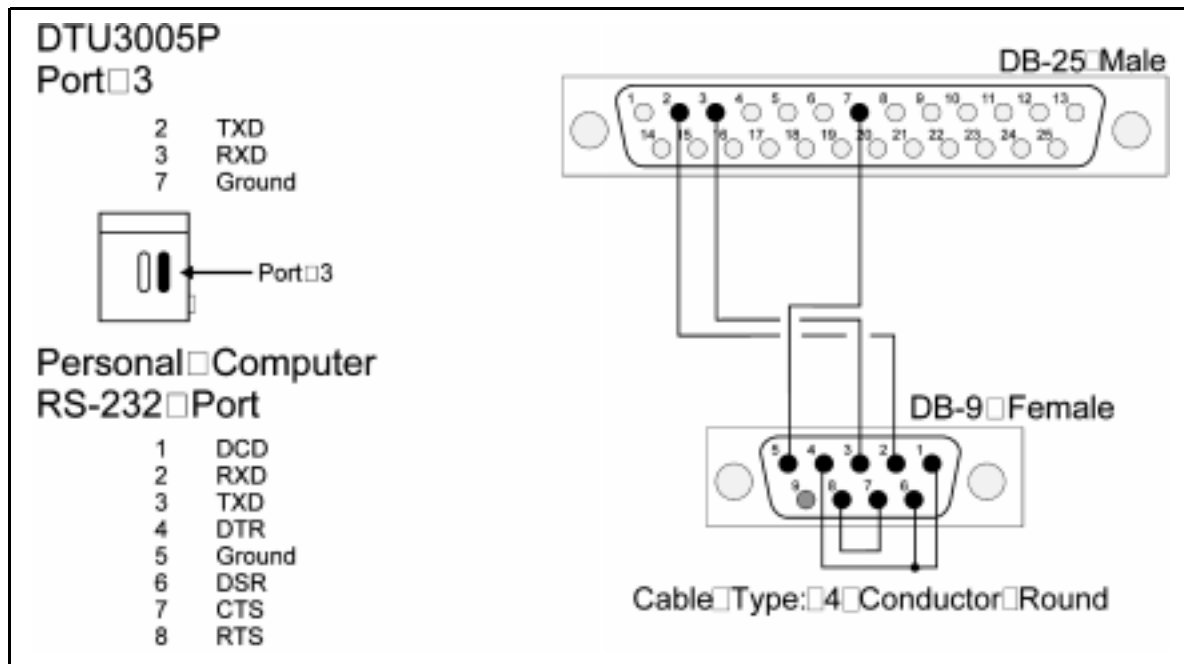 DTU3005P
Port□3
2 TXD
3 RXD
7 Ground
Port□3
Personal□Computer
RS-232□Port
1 DCD
2 RXD
3 TXD
4 DTR
5 Ground
6 DSR
7 CTS
8 RTS
DB-25□Male
1 2 3 4 5 6 7 8 9 10 11 12 13
14 15 16 17 18 19 20 21 22 23 24 25
DB-9□Female
5 4 3 2 1
9 8 7 6
Cable□Type:□4□Conductor□Round